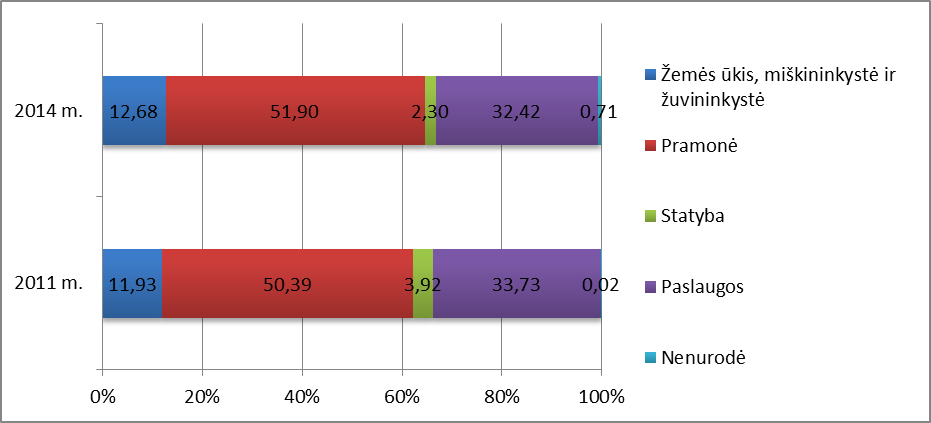 2014 m.
12,68 51,90 2,30 32,42 0,71
2011 m.
11,93 50,39 3,92 33,73 0,02
0% 20% 40% 60% 80% 100%
Žemės ūkis, miškininkystė ir
žuvininkystė
Pramonė
Statyba
Paslaugos
Nenurodė